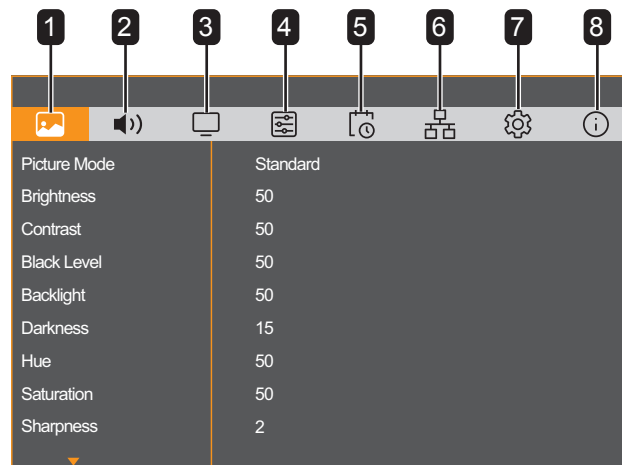 1 2 3 4 5 6 7 8
Picture Mode Standard
Brightness 50
Contrast 50
Black Level 50
Backlight 50
Darkness 15
Hue 50
Saturation 50
Sharpness 2